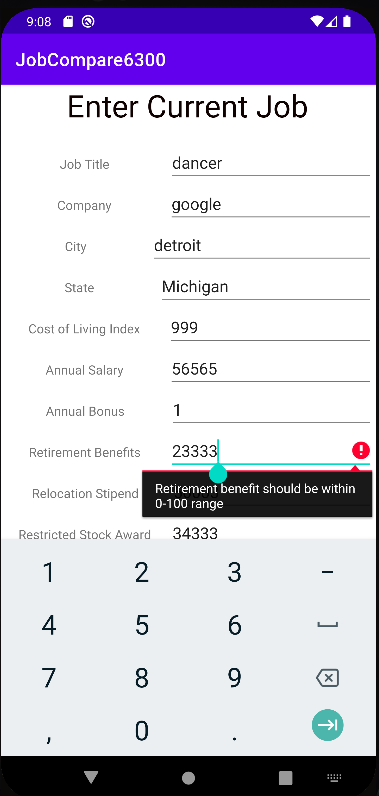 9:08
JobCompare6300
Enter Current Job
Job Title dancer
Company google
City detroit
State Michigan
Cost of Living Index 999
Annual Salary 56565
Annual Bonus 1
Retirement Benefits 23333
Relocation Stipend
Retirement benefit should be within
0-100 range
Restricted Stock Award 34333
1 2 3 -
4 5 6
7 8 9
, 0 .